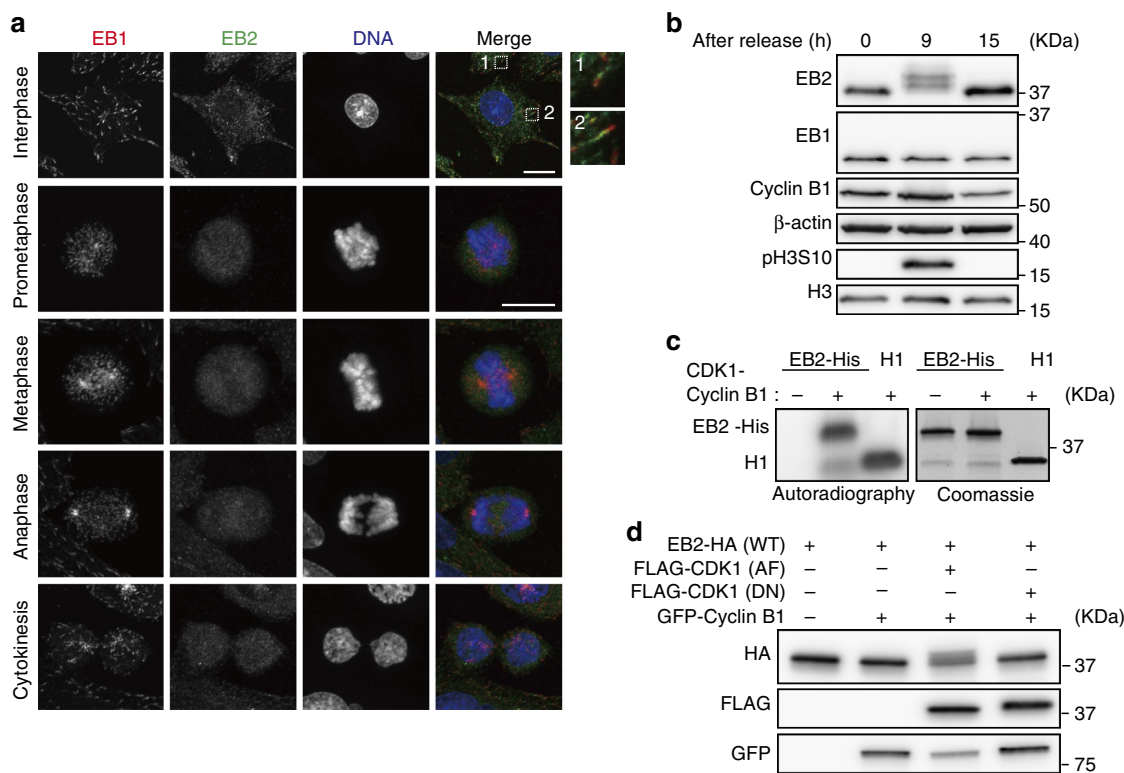 a
EB1 EB2 DNA Merge
Interphase
1
2
1
2
Prometaphase
Metaphase
Anaphase
Cytokinesis
b
After release (h) 0 9 15 (KDa)
EB2
37
37
EB1
Cyclin B1
50
β-actin
40
pH3S10
15
H3
15
c
EB2-His H1 EB2-His H1
CDK1-
Cyclin B1 : – + + – + + (KDa)
EB2 -His
37
H1
Autoradiography Coomassie
d
EB2-HA (WT) + + + +
FLAG-CDK1 (AF) – – + –
FLAG-CDK1 (DN) – – – +
GFP-Cyclin B1 – + + + (KDa)
HA
37
FLAG
37
GFP
75